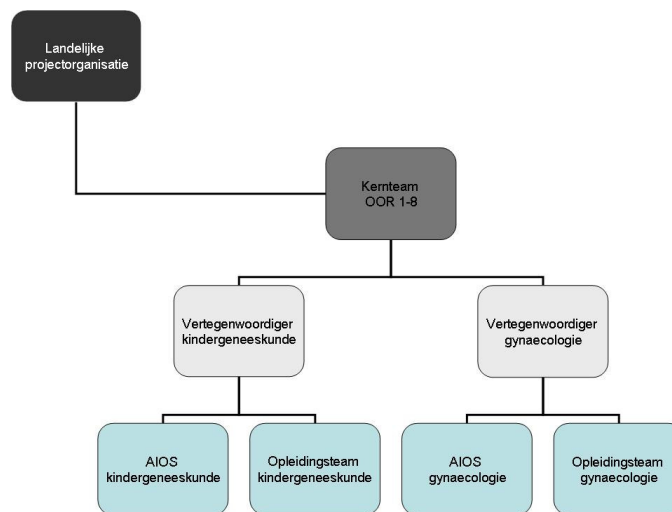 Landelijke
projectorganisatie
Kernteam
OOR 1-8
Vertegenwoordiger
kindergeneeskunde
Vertegenwoordiger
gynaecologie
AIOS
kindergeneeskunde
Opleidingsteam
kindergeneeskunde
AIOS
gynaecologie
Opleidingsteam
gynaecologie